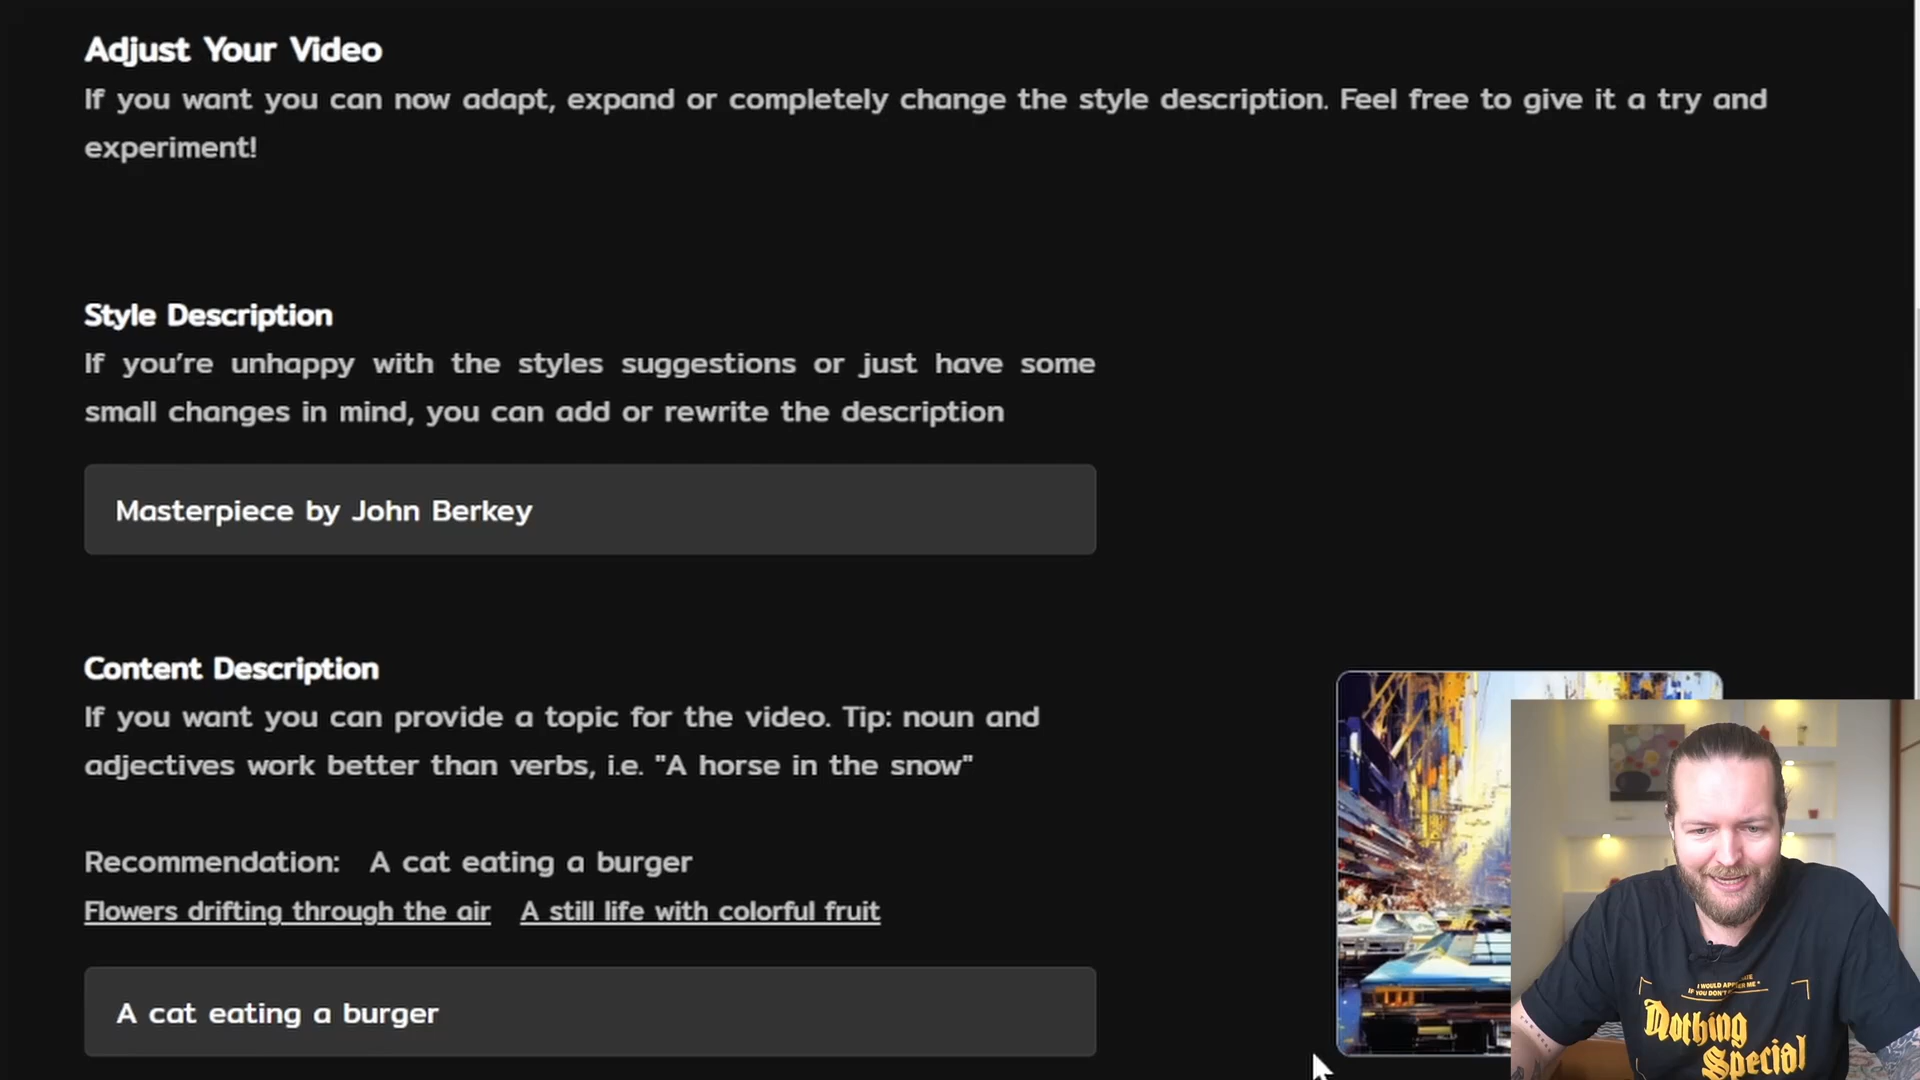 Adjust Your Video
If you want you can now adapt, expand or completely change the style description. Feel free to give it a try and
experiment!
Style Description
If you're unhappy with the styles suggestions or just have some
small changes in mind, you can add or rewrite the description
Masterpiece by John Berkey
Content Description
If you want you can provide a topic for the video. Tip: noun and
adjectives work better than verbs, i.e. "A horse in the snow"
Recommendation: A cat eating a burger
Flowers drifting through the air A still life with colorful fruit
A cat eating a burger
Nothing
Special